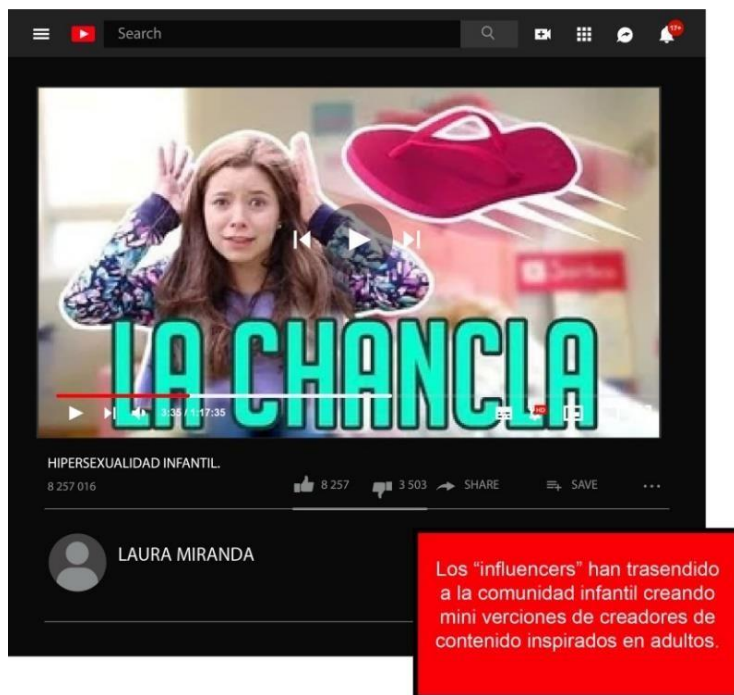 Search
17+
LA CHANCLA
3:35 / 1:17:35
HD
HIPERSEXUALIDAD INFANTIL.
8 257 016
8 257
3 503
SHARE
SAVE
LAURA MIRANDA
Los “influencers” han trasendido
a la comunidad infantil creando
mini verciones de creadores de
contenido inspirados en adultos.